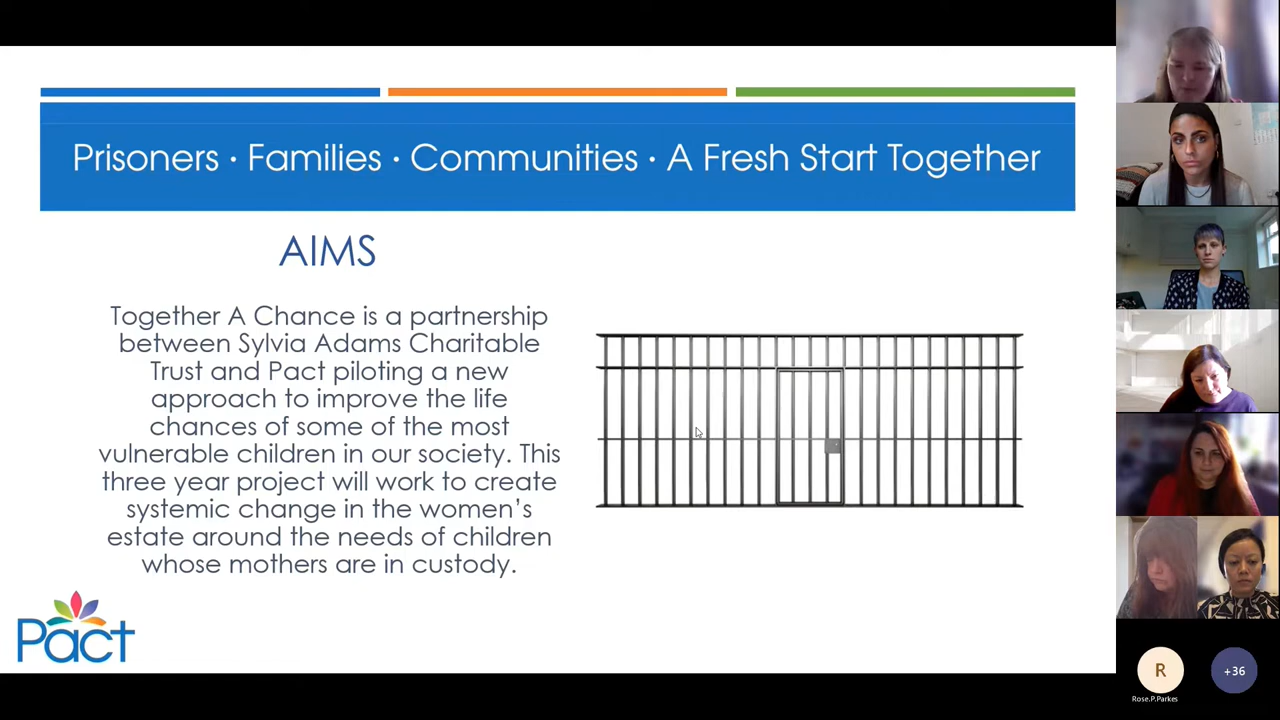 Prisoners · Families · Communities · A Fresh Start Together
AIMS
Together A Chance is a partnership
between Sylvia Adams Charitable
Trust and Pact piloting a new
approach to improve the life
chances of some of the most
vulnerable children in our society. This
three year project will work to create
systemic change in the women’s
estate around the needs of children
whose mothers are in custody.
Pact
R
+36
Rose.P.Parkes